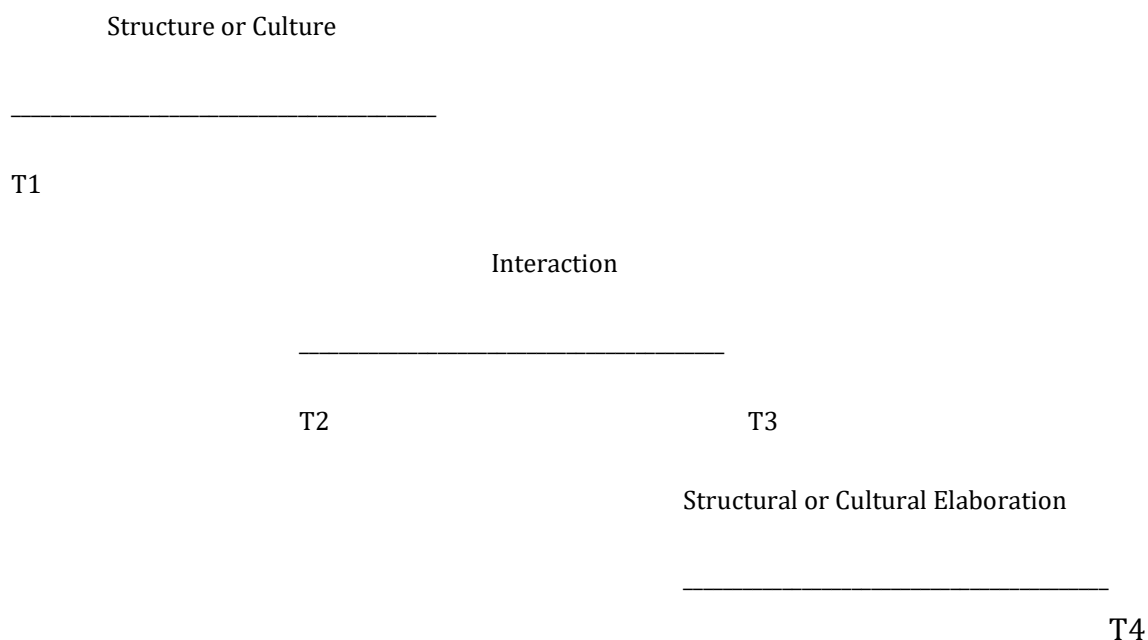 Structure or Culture
T1
Interaction
T2 T3
Structural or Cultural Elaboration
T4